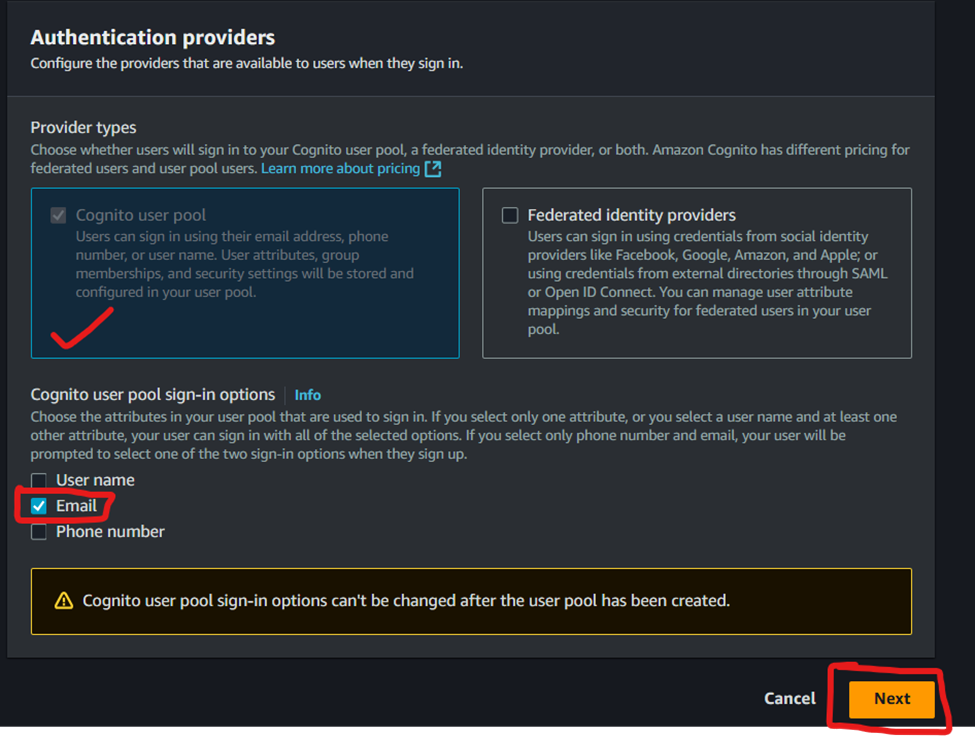 Authentication providers
Configure the providers that are available to users when they sign in.
Provider types
Choose whether users will sign in to your Cognito user pool, a federated identity provider, or both. Amazon Cognito has different pricing for
federated users and user pool users. Learn more about pricing
Cognito user pool
Users can sign in using their email address, phone
number, or user name. User attributes, group
memberships, and security settings will be stored and
configured in your user pool.
Federated identity providers
Users can sign in using credentials from social identity
providers like Facebook, Google, Amazon, and Apple; or
using credentials from external directories through SAML
or Open ID Connect. You can manage user attribute
mappings and security for federated users in your user
pool.
Cognito user pool sign-in options Info
Choose the attributes in your user pool that are used to sign in. If you select only one attribute, or you select a user name and at least one
other attribute, your user can sign in with all of the selected options. If you select only phone number and email, your user will be
prompted to select one of the two sign-in options when they sign up.
User name
Email
Phone number
Cognito user pool sign-in options can't be changed after the user pool has been created.
Cancel Next